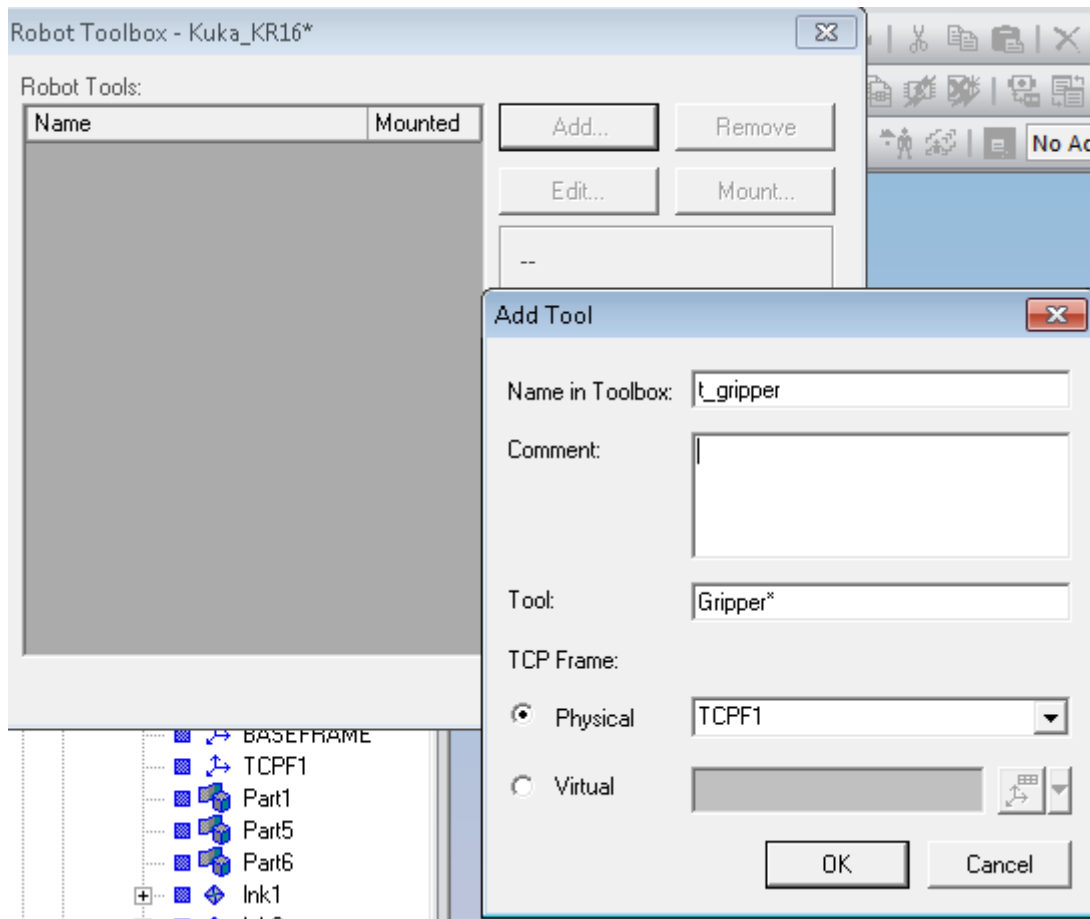 Robot Toolbox - Kuka_KR16*
Robot Tools:
Name Mounted
Add... Remove
Edit... Mount...
--
No Ac
Add Tool
Name in Toolbox: t_gripper
Comment:
Tool: Gripper*
TCP Frame:
Physical TCPF1
Virtual
OK Cancel
BASEFRAME
TCPF1
Part1
Part5
Part6
lnk1